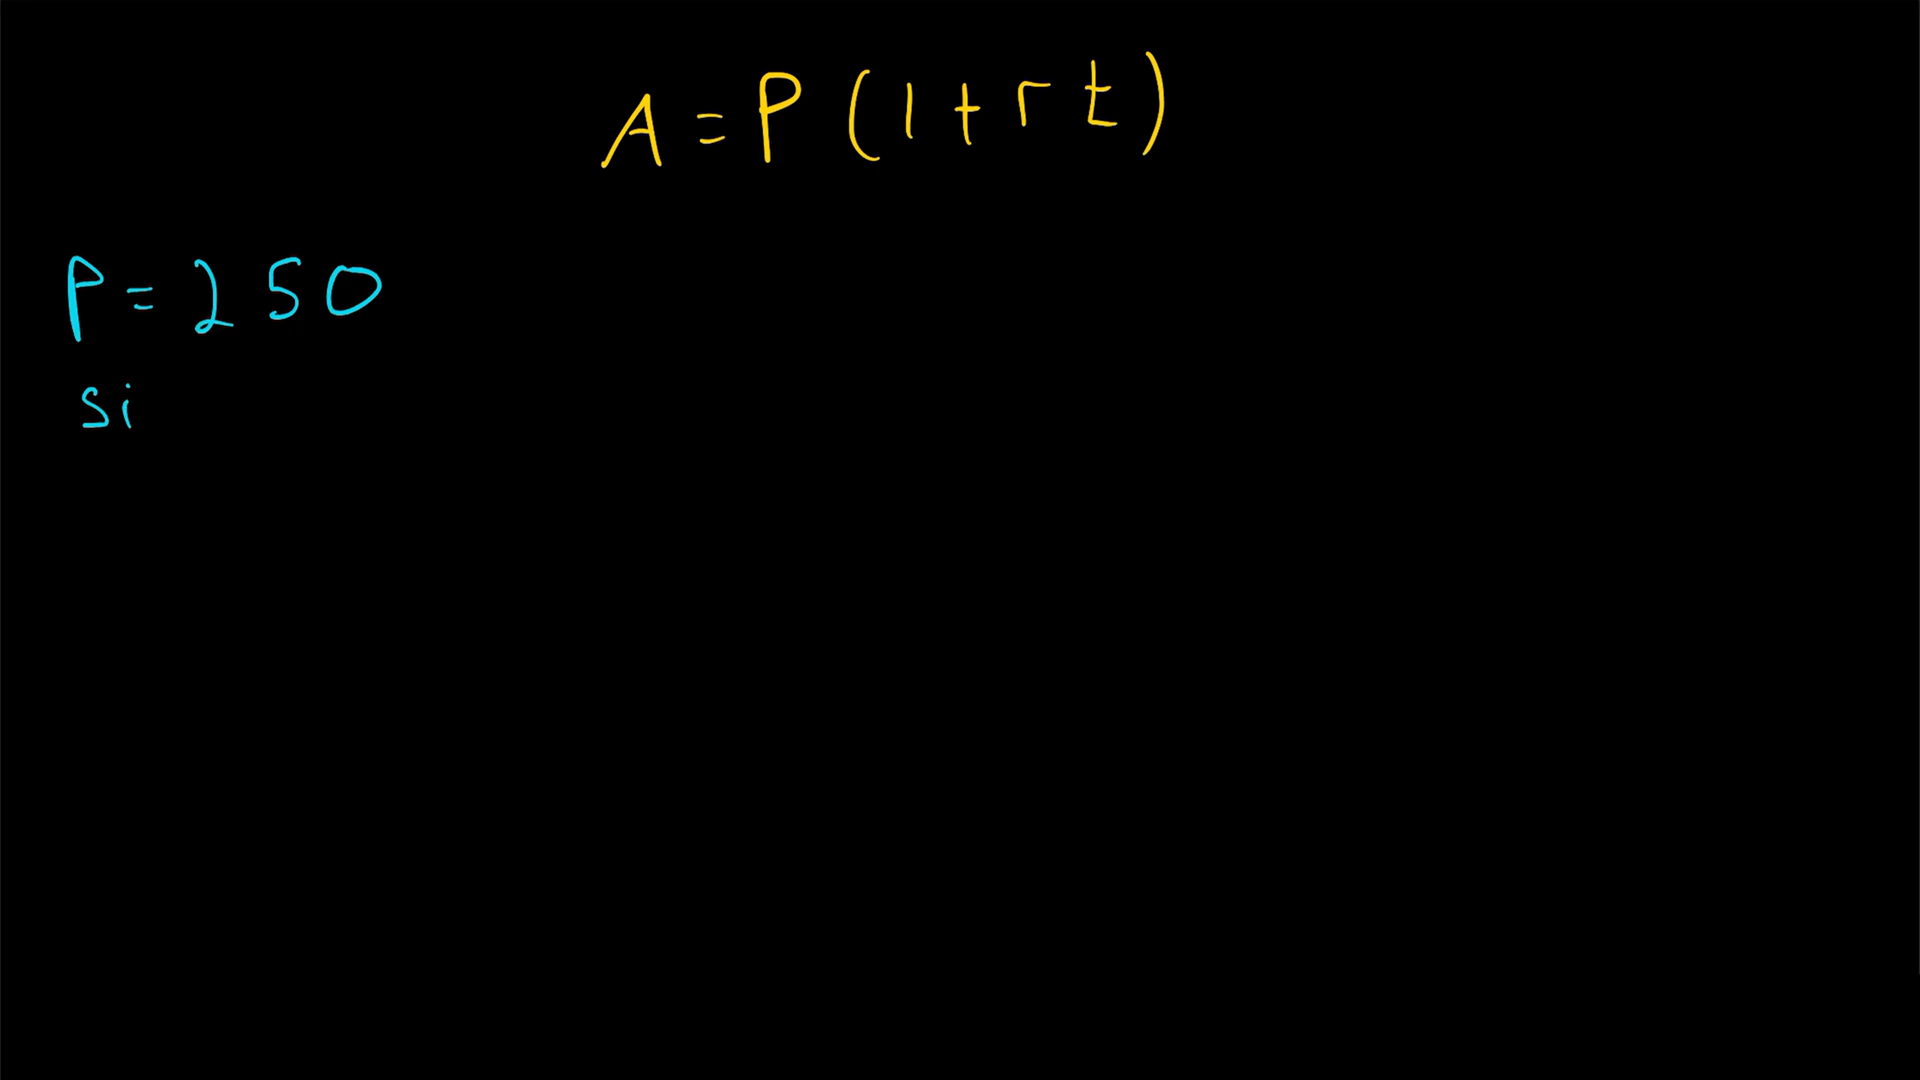 A = P (1 + r t)
P = 250
si